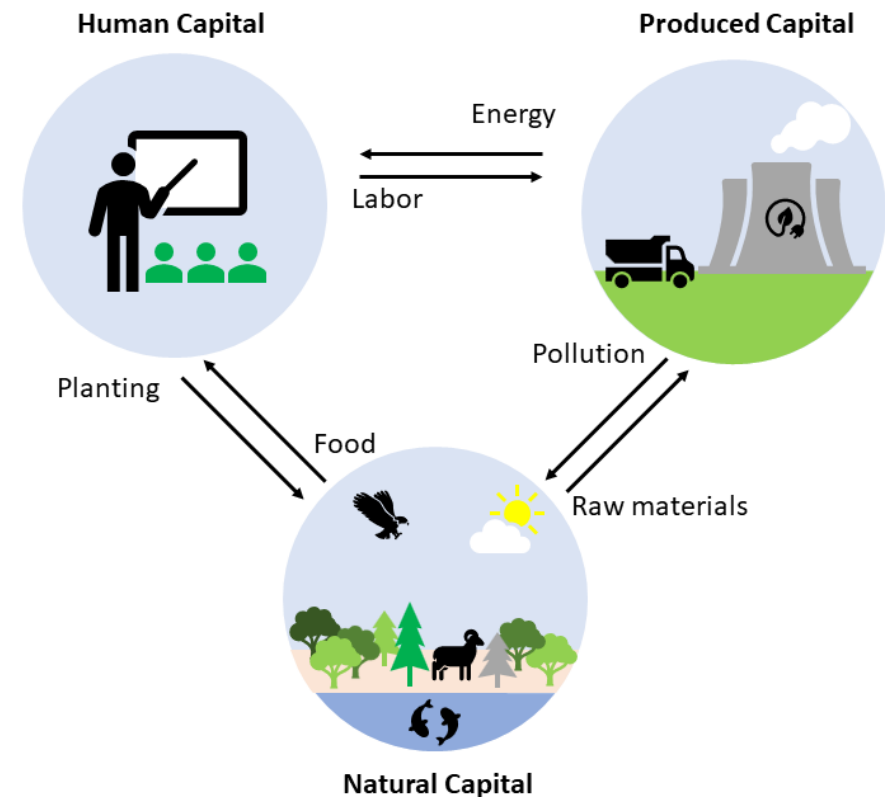 Human Capital
Produced Capital
Energy
Labor
Pollution
Planting
Food
Raw materials
Natural Capital